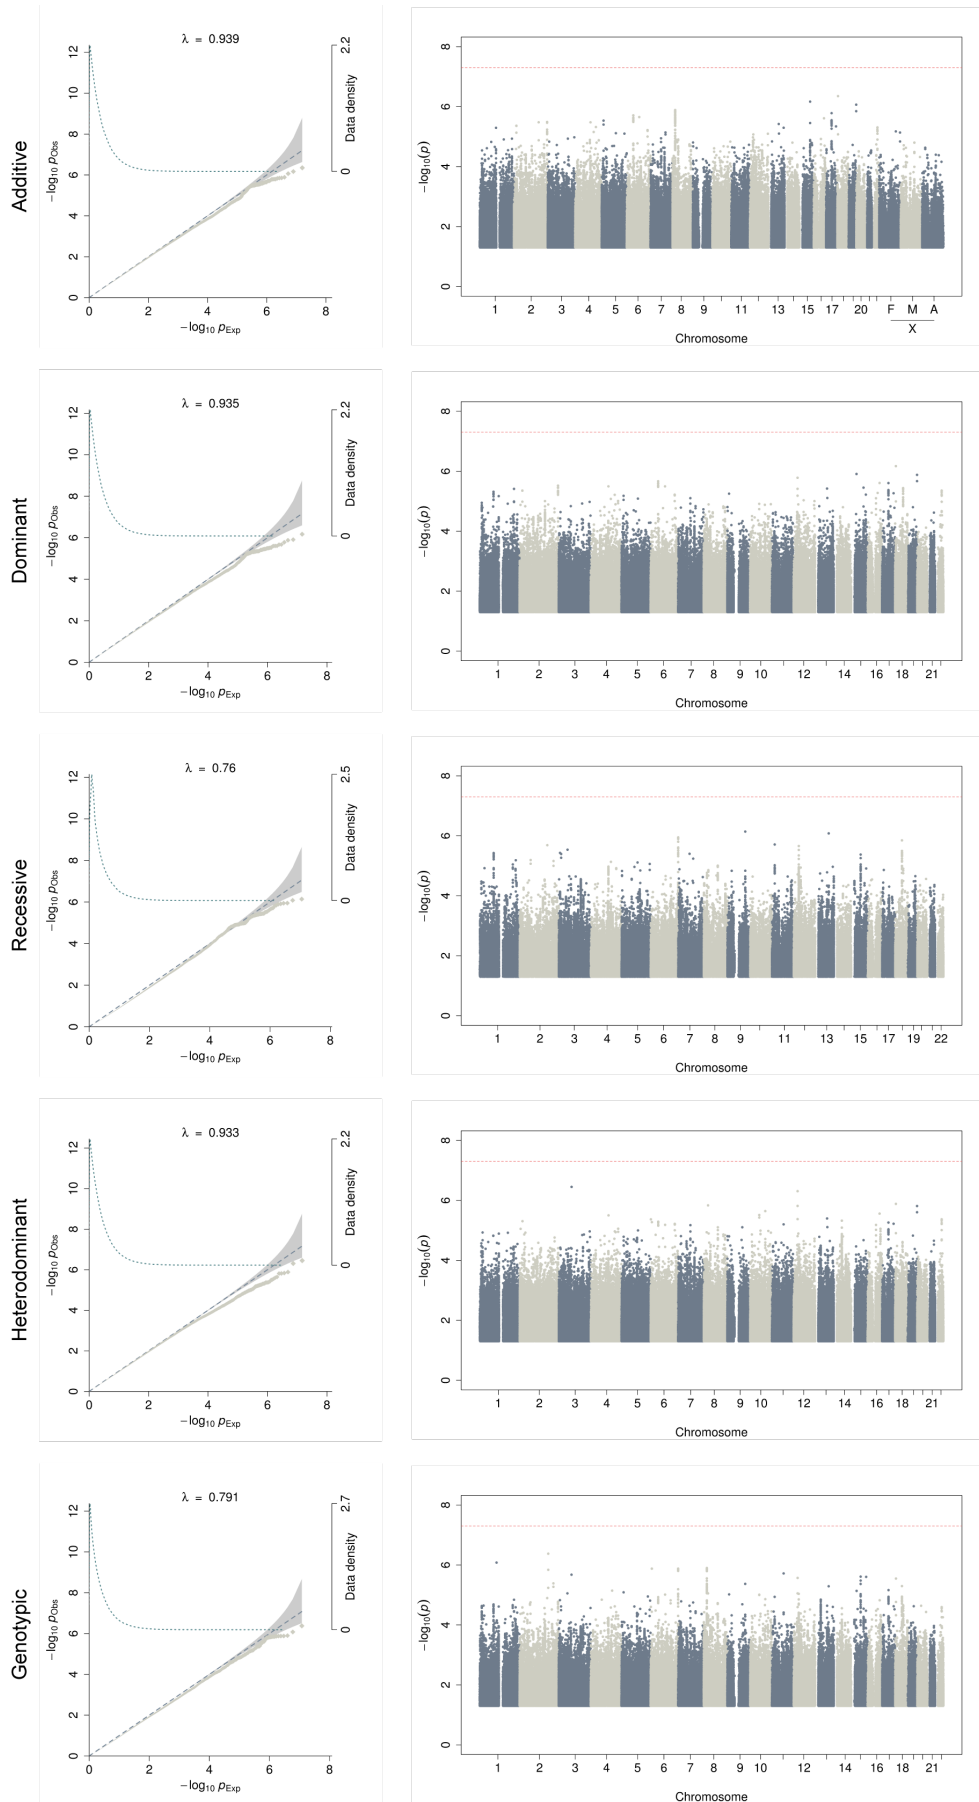 Additive
λ = 0.939
−log10 pObs
0 2 4 6 8 10 12
0 2 4 6 8
−log10 pExp
Data density
0 2.2
−log10(p)
0 2 4 6 8
1 2 3 4 5 6 7 8 9 11 13 15 17 20 F M A
X
Chromosome
Dominant
λ = 0.935
−log10 pObs
0 2 4 6 8 10 12
0 2 4 6 8
−log10 pExp
Data density
0 2.2
−log10(p)
0 2 4 6 8
1 2 3 4 5 6 7 8 9 10 12 14 16 18 21
Chromosome
Recessive
λ = 0.76
−log10 pObs
0 2 4 6 8 10 12
0 2 4 6 8
−log10 pExp
Data density
0 2.5
−log10(p)
0 2 4 6 8
1 2 3 4 5 6 7 8 9 11 13 15 17 19 22
Chromosome
Heterodominant
λ = 0.933
−log10 pObs
0 2 4 6 8 10 12
0 2 4 6 8
−log10 pExp
Data density
0 2.2
−log10(p)
0 2 4 6 8
1 2 3 4 5 6 7 8 9 10 12 14 16 18 21
Chromosome
Genotypic
λ = 0.791
−log10 pObs
0 2 4 6 8 10 12
0 2 4 6 8
−log10 pExp
Data density
0 2.7
−log10(p)
0 2 4 6 8
1 2 3 4 5 6 7 8 9 10 12 14 16 18 21
Chromosome